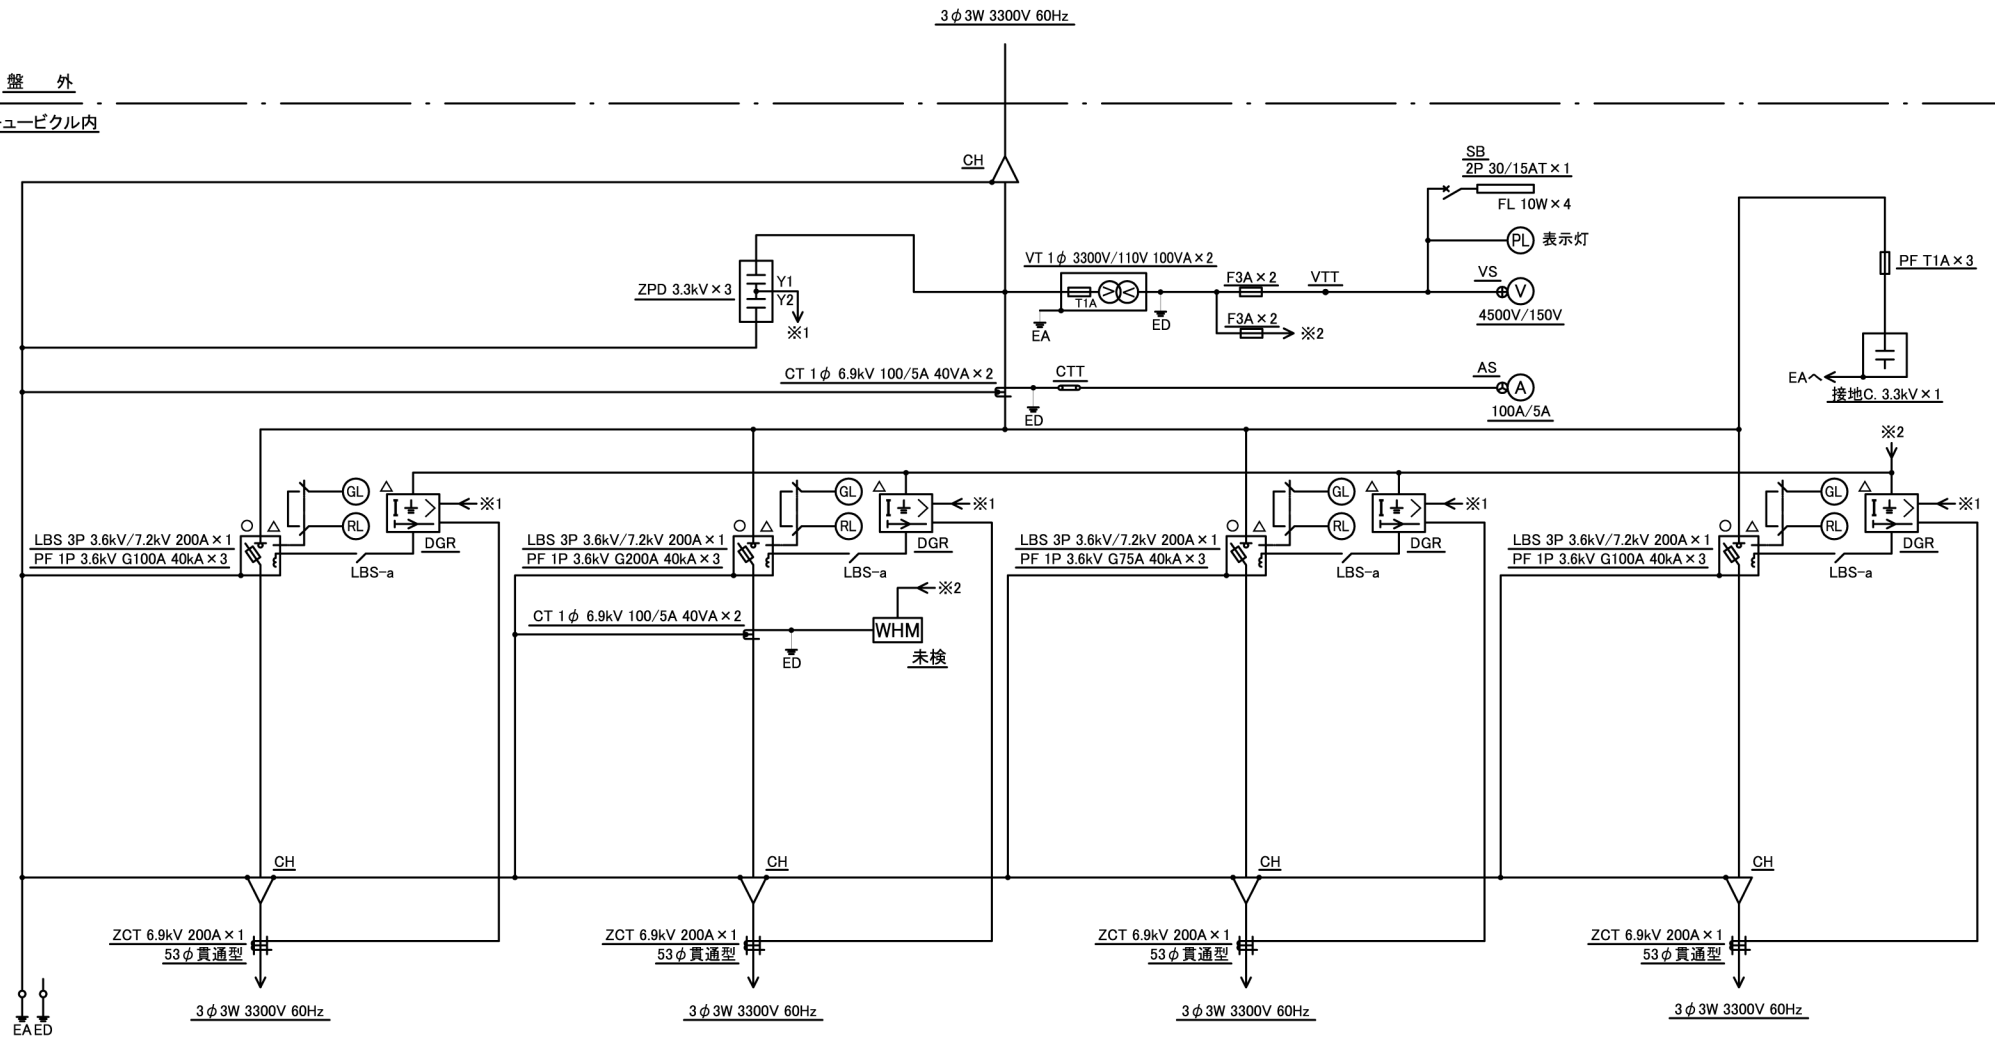 3φ3W 3300V 60Hz
盤 外
ュービクル内
CH
SB
2P 30/15AT×1
FL 10W×4
PL 表示灯
VT 1φ 3300V/110V 100VA×2
F3A×2
VTT
VS
V
4500V/150V
PF T1A×3
ZPD 3.3kV×3
Y1
Y2
※1
T1A
EA
ED
F3A×2
※2
CT 1φ 6.9kV 100/5A 40VA×2
CTT
ED
AS
A
100A/5A
EAへ
接地C. 3.3kV×1
※2
GL
RL
※1
DGR
LBS-a
LBS 3P 3.6kV/7.2kV 200A×1
PF 1P 3.6kV G100A 40kA×3
GL
RL
※1
DGR
LBS-a
LBS 3P 3.6kV/7.2kV 200A×1
PF 1P 3.6kV G200A 40kA×3
GL
RL
※1
DGR
LBS-a
LBS 3P 3.6kV/7.2kV 200A×1
PF 1P 3.6kV G75A 40kA×3
GL
RL
※1
DGR
LBS-a
LBS 3P 3.6kV/7.2kV 200A×1
PF 1P 3.6kV G100A 40kA×3
CT 1φ 6.9kV 100/5A 40VA×2
※2
WHM
未検
ED
CH
CH
CH
CH
ZCT 6.9kV 200A×1
53φ貫通型
ZCT 6.9kV 200A×1
53φ貫通型
ZCT 6.9kV 200A×1
53φ貫通型
ZCT 6.9kV 200A×1
53φ貫通型
EA ED
3φ3W 3300V 60Hz
3φ3W 3300V 60Hz
3φ3W 3300V 60Hz
3φ3W 3300V 60Hz